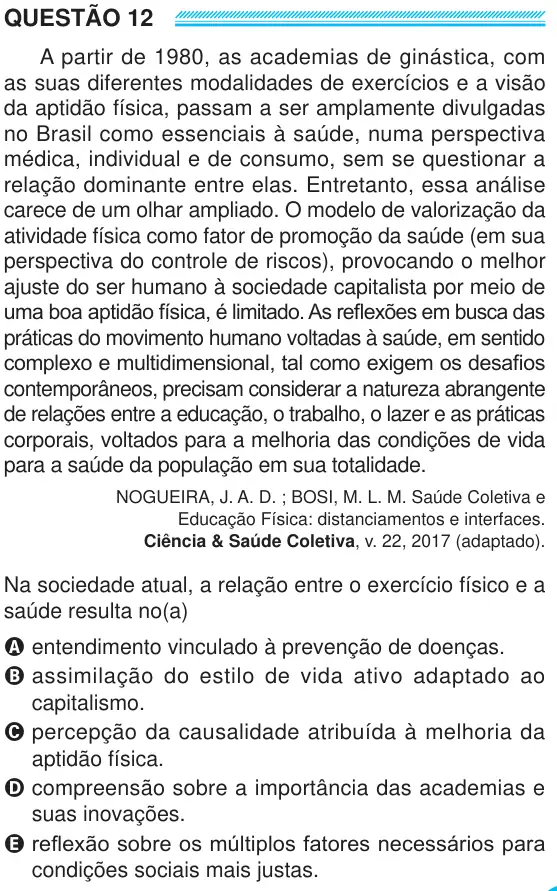 QUESTÃO 12
A partir de 1980, as academias de ginástica, com
as suas diferentes modalidades de exercícios e a visão
da aptidão física, passam a ser amplamente divulgadas
no Brasil como essenciais à saúde, numa perspectiva
médica, individual e de consumo, sem se questionar a
relação dominante entre elas. Entretanto, essa análise
carece de um olhar ampliado. O modelo de valorização da
atividade física como fator de promoção da saúde (em sua
perspectiva do controle de riscos), provocando o melhor
ajuste do ser humano à sociedade capitalista por meio de
uma boa aptidão física, é limitado. As reflexões em busca das
práticas do movimento humano voltadas à saúde, em sentido
complexo e multidimensional, tal como exigem os desafios
contemporâneos, precisam considerar a natureza abrangente
de relações entre a educação, o trabalho, o lazer e as práticas
corporais, voltados para a melhoria das condições de vida
para a saúde da população em sua totalidade.
NOGUEIRA, J. A. D. ; BOSI, M. L. M. Saúde Coletiva e
Educação Física: distanciamentos e interfaces.
Ciência & Saúde Coletiva, v. 22, 2017 (adaptado).
Na sociedade atual, a relação entre o exercício físico e a
saúde resulta no(a)
A entendimento vinculado à prevenção de doenças.
B assimilação do estilo de vida ativo adaptado ao
capitalismo.
C percepção da causalidade atribuída à melhoria da
aptidão física.
D compreensão sobre a importância das academias e
suas inovações.
E reflexão sobre os múltiplos fatores necessários para
condições sociais mais justas.